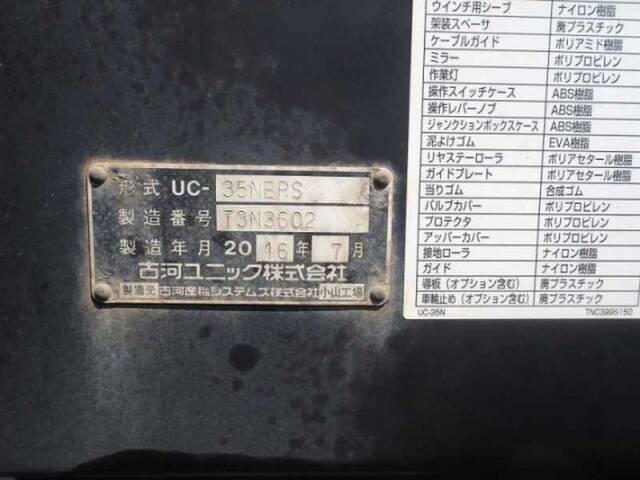 形式 UC- 35NERS
製造番号 T3N3602
製造年月 2016年 7月
古河ユニック株式会社
製造元 古河産機システムズ株式会社 小山工場
ウインチ用シーブ ナイロン樹脂
架装スペーサ 廃プラスチック
ケーブルガイド ポリアミド樹脂
ミラー ポリプロピレン
作業灯 ポリプロピレン
操作スイッチケース ABS樹脂
操作レバーノブ ABS樹脂
ジャンクションボックスケース ABS樹脂
泥よけゴム EVA樹脂
リヤステーローラ ポリアセタール樹脂
ガイドプレート ポリアセタール樹脂
当りゴム 合成ゴム
バルブカバー ポリプロピレン
プロテクタ ポリプロピレン
アッパーカバー ポリプロピレン
接地ローラ ナイロン樹脂
ガイド ナイロン樹脂
導板（オプション含む） 廃プラスチック
車輪止め（オプション含む） 廃プラスチック
UC-35N TNC3995150